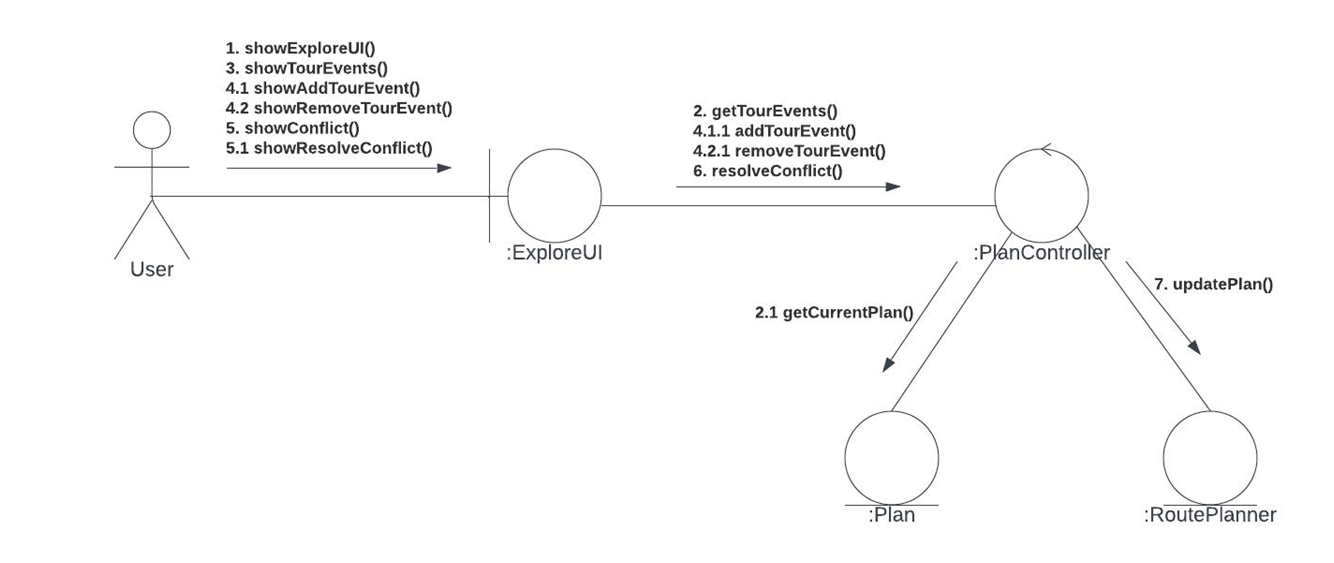 1. showExploreUI()
3. showTourEvents()
4.1 showAddTourEvent()
4.2 showRemoveTourEvent()
5. showConflict()
5.1 showResolveConflict()
2. getTourEvents()
4.1.1 addTourEvent()
4.2.1 removeTourEvent()
6. resolveConflict()
User
:ExploreUI
:PlanController
2.1 getCurrentPlan()
7. updatePlan()
:Plan
:RoutePlanner